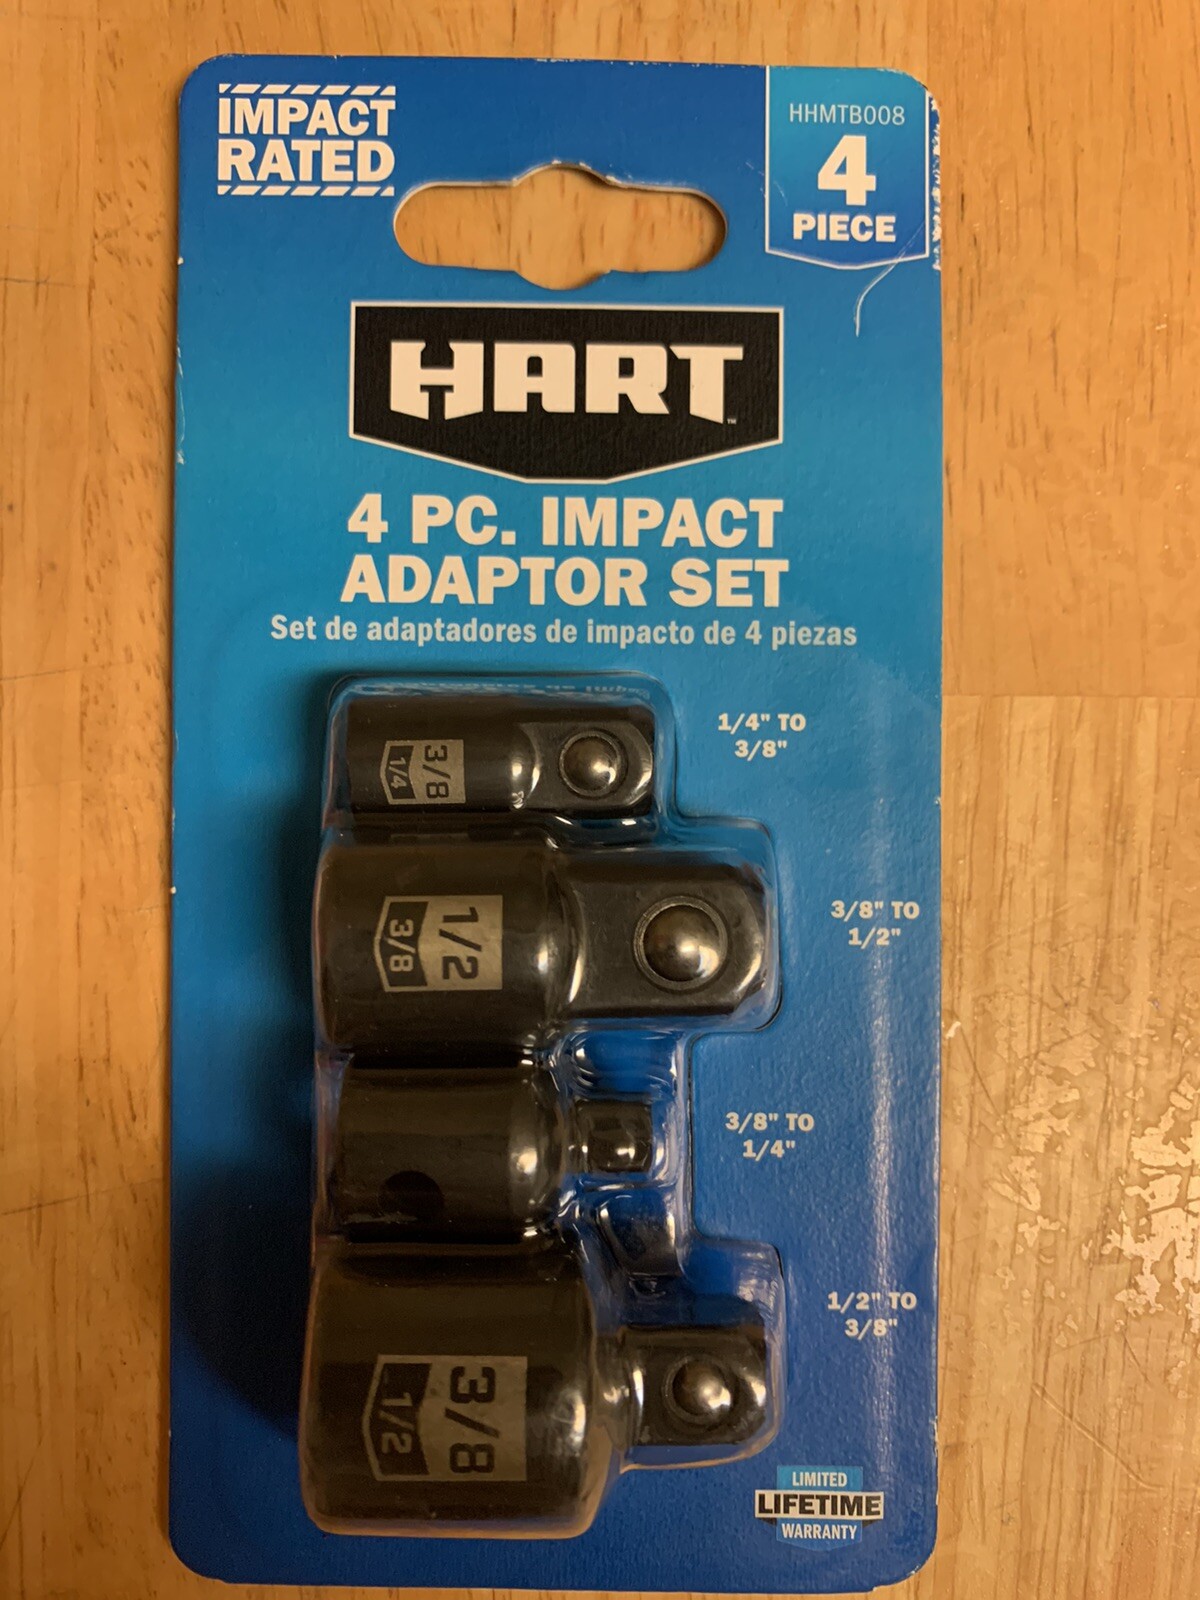 IMPACT
RATED
HHMTB008
4
PIECE
HART™
4 PC. IMPACT
ADAPTOR SET
Set de adaptadores de impacto de 4 piezas
3/8
1/4
1/4" TO
3/8"
1/2
3/8
3/8" TO
1/2"
3/8" TO
1/4"
3/8
1/2
1/2" TO
3/8"
LIMITED
LIFETIME
WARRANTY